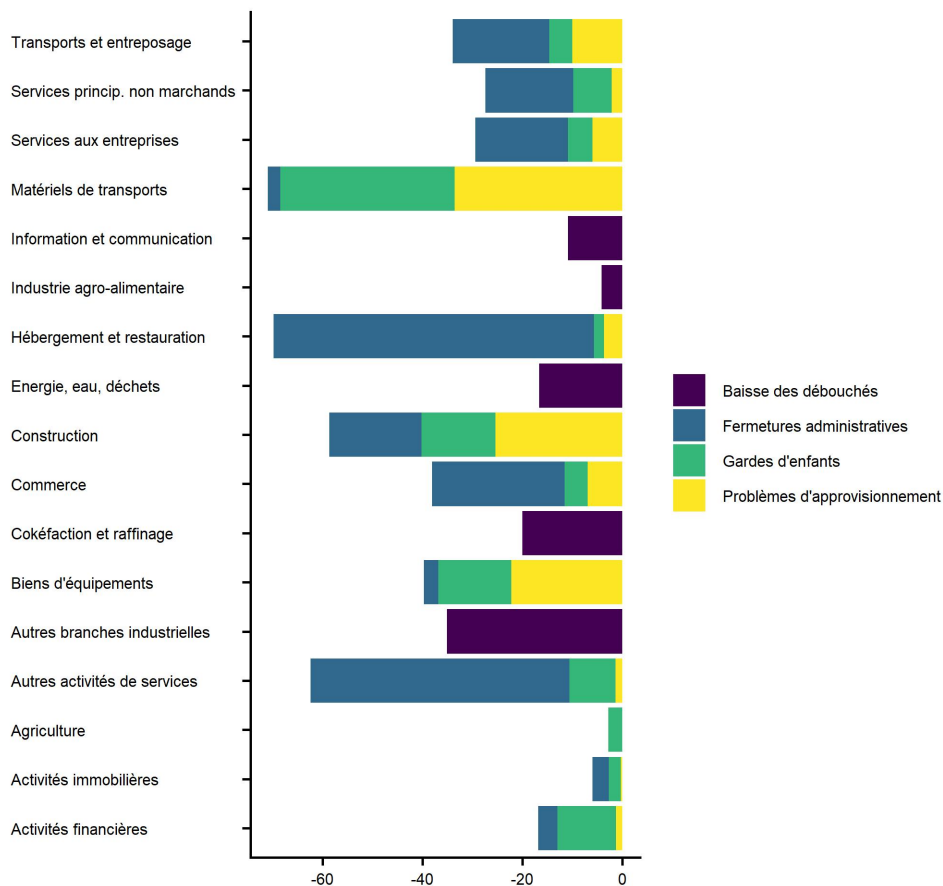 Transports et entreposage
Services princip. non marchands
Services aux entreprises
Matériels de transports
Information et communication
Industrie agro-alimentaire
Hébergement et restauration
Energie, eau, déchets
Construction
Commerce
Cokéfaction et raffinage
Biens d'équipements
Autres branches industrielles
Autres activités de services
Agriculture
Activités immobilières
Activités financières
-60 -40 -20 0
Baisse des débouchés
Fermetures administratives
Gardes d'enfants
Problèmes d'approvisionnement